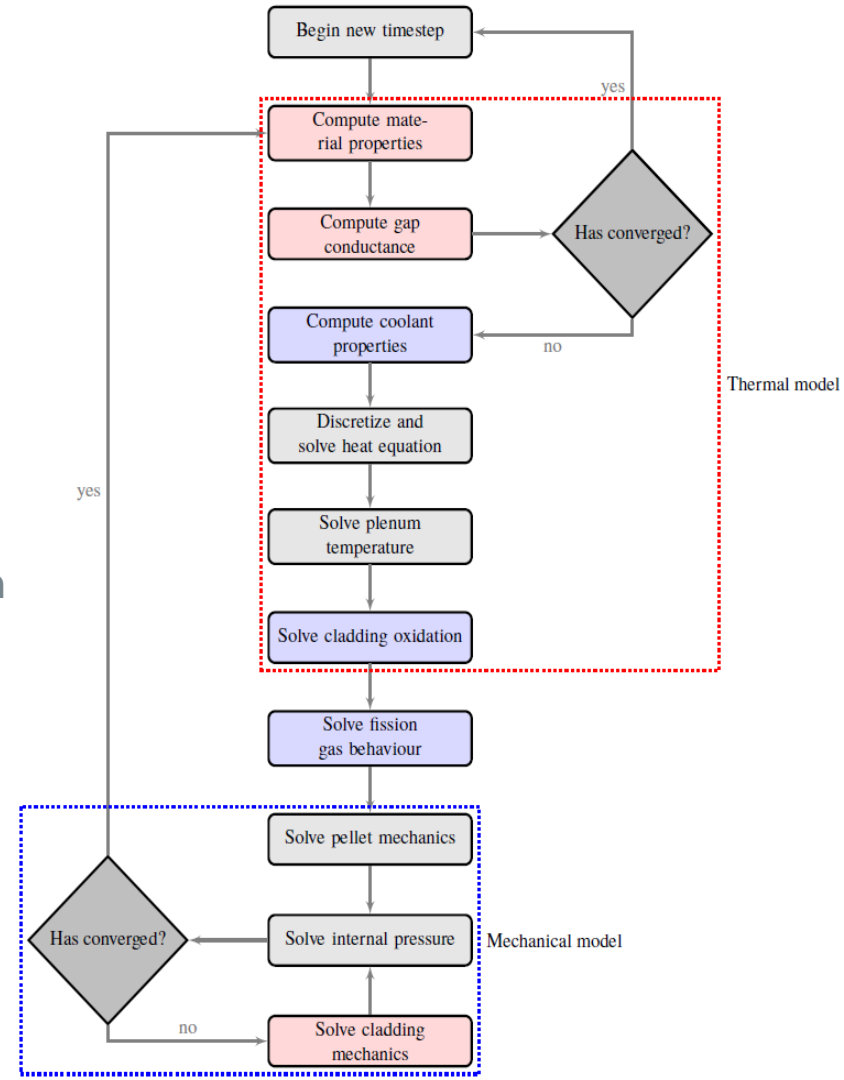 Begin new timestep
yes
Compute mate-
rial properties
Compute gap
conductance
Has converged?
Compute coolant
properties
no
Thermal model
Discretize and
solve heat equation
yes
Solve plenum
temperature
n
Solve cladding oxidation
Solve fission
gas behaviour
Solve pellet mechanics
Has converged?
Solve internal pressure
Mechanical model
no
Solve cladding
mechanics